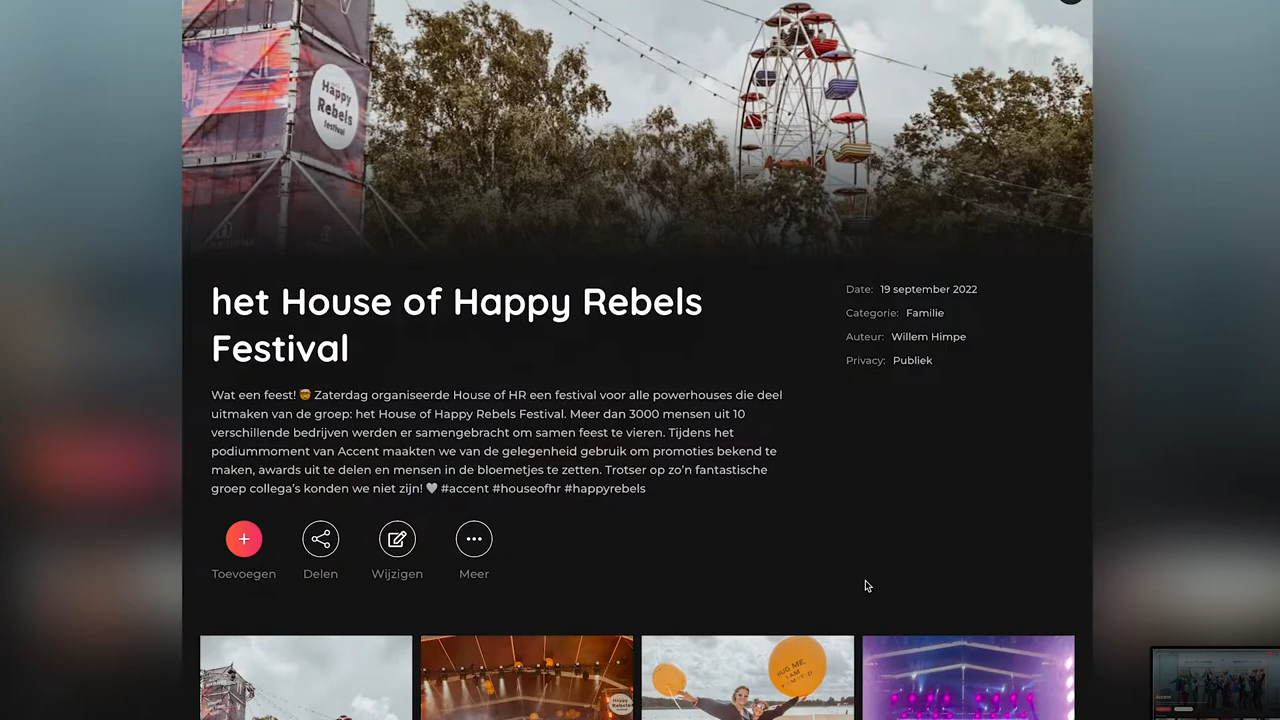 Happy
Rebels
festival
het House of Happy Rebels
Festival
Date: 19 september 2022
Categorie: Familie
Auteur: Willem Himpe
Privacy: Publiek
Wat een feest! 🤠 Zaterdag organiseerde House of HR een festival voor alle powerhouses die deel
uitmaken van de groep: het House of Happy Rebels Festival. Meer dan 3000 mensen uit 10
verschillende bedrijven werden er samengebracht om samen feest te vieren. Tijdens het
podiummoment van Accent maakten we van de gelegenheid gebruik om promoties bekend te
maken, awards uit te delen en mensen in de bloemetjes te zetten. Trotser op zo’n fantastische
groep collega’s konden we niet zijn! 🤍 #accent #houseofhr #happyrebels
Toevoegen
Delen
Wijzigen
Meer
HUG ME,
I AM
Happy
Rebels
Accent